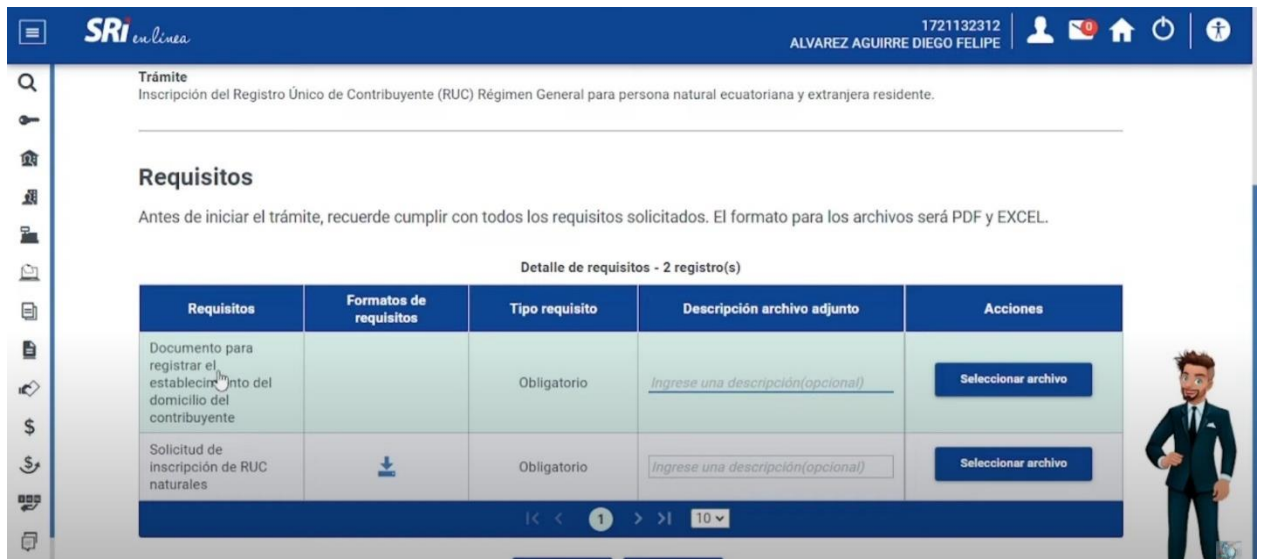 SRi en línea
1721132312
ALVAREZ AGUIRRE DIEGO FELIPE
0
Trámite
Inscripción del Registro Único de Contribuyente (RUC) Régimen General para persona natural ecuatoriana y extranjera residente.
Requisitos
Antes de iniciar el trámite, recuerde cumplir con todos los requisitos solicitados. El formato para los archivos será PDF y EXCEL.
Detalle de requisitos - 2 registro(s)
Requisitos
Formatos de
requisitos
Tipo requisito
Descripción archivo adjunto
Acciones
Documento para
registrar el
establecimiento del
domicilio del
contribuyente
Obligatorio
Ingrese una descripción(opcional)
Seleccionar archivo
Solicitud de
inscripción de RUC
naturales
Obligatorio
Ingrese una descripción(opcional)
Seleccionar archivo
1
10